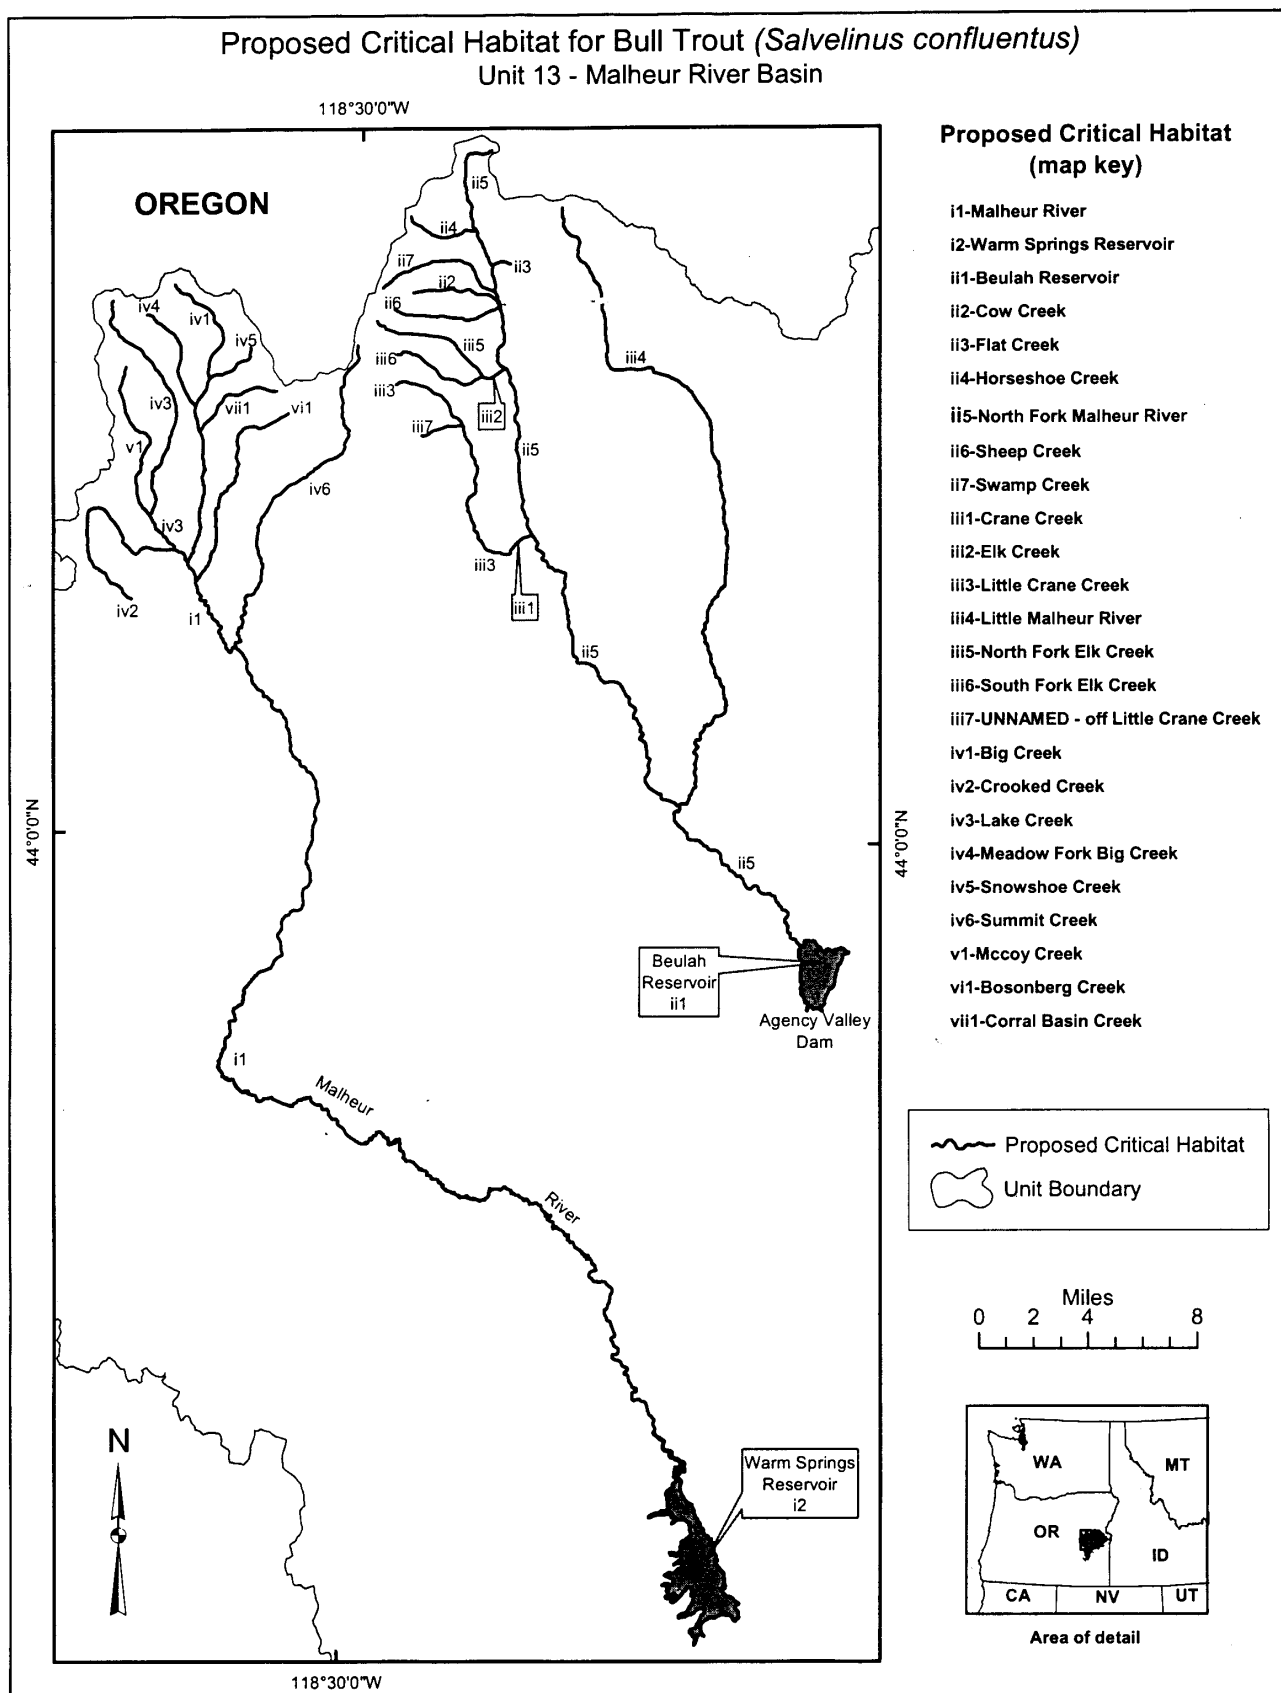 Proposed Critical Habitat for Bull Trout (Salvelinus confluentus)
Unit 13 - Malheur River Basin
118°30'0"W
OREGON
ii5
ii4
ii7
ii3
ii2
ii6
iv4
iv1
iv5
iii5
iii6
iii4
iii3
iii2
iv3
vii1
vi1
iii7
v1
ii5
iv6
iv3
iii3
iii1
iv2
i1
ii5
44°0'0"N
44°0'0"N
ii5
Beulah
Reservoir
ii1
Agency Valley
Dam
i1
Malheur
River
N
Warm Springs
Reservoir
i2
118°30'0"W
Proposed Critical Habitat
(map key)
i1-Malheur River
i2-Warm Springs Reservoir
ii1-Beulah Reservoir
ii2-Cow Creek
ii3-Flat Creek
ii4-Horseshoe Creek
ii5-North Fork Malheur River
ii6-Sheep Creek
ii7-Swamp Creek
iii1-Crane Creek
iii2-Elk Creek
iii3-Little Crane Creek
iii4-Little Malheur River
iii5-North Fork Elk Creek
iii6-South Fork Elk Creek
iii7-UNNAMED - off Little Crane Creek
iv1-Big Creek
iv2-Crooked Creek
iv3-Lake Creek
iv4-Meadow Fork Big Creek
iv5-Snowshoe Creek
iv6-Summit Creek
v1-Mccoy Creek
vi1-Bosonberg Creek
vii1-Corral Basin Creek
Proposed Critical Habitat
Unit Boundary
Miles
0 2 4 8
WA
MT
OR
ID
CA
NV
UT
Area of detail